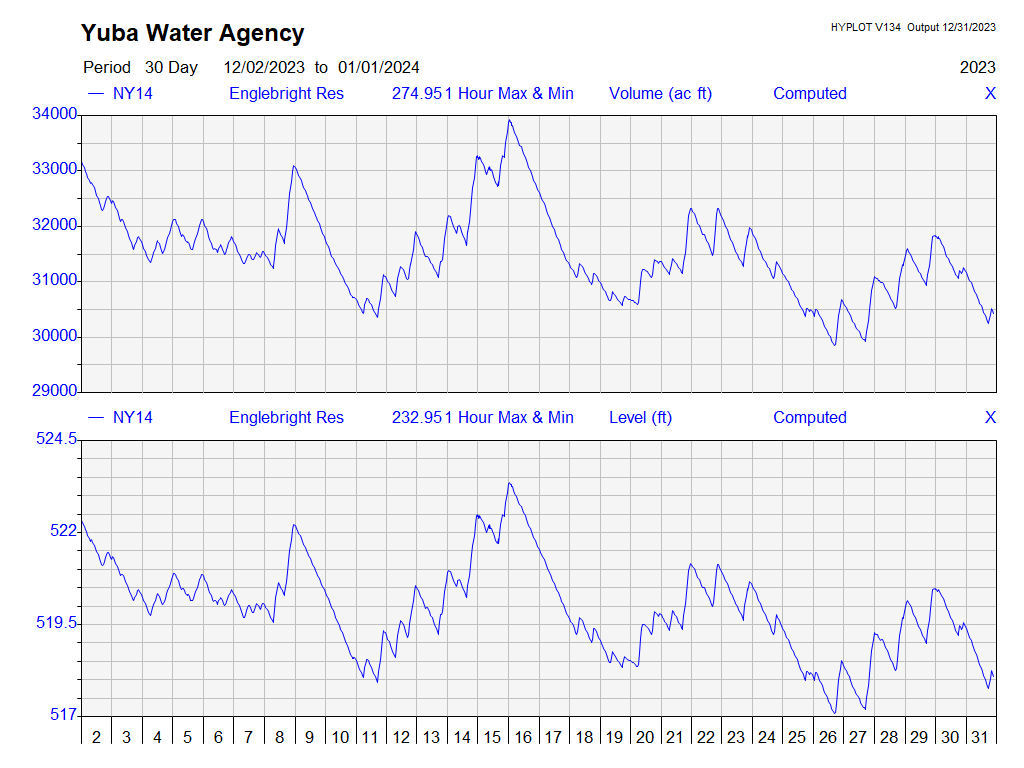 Yuba Water Agency
HYPLOT V134 Output 12/31/2023
Period 30 Day 12/02/2023 to 01/01/2024 2023
NY14 Englebright Res 274.951 Hour Max & Min Volume (ac ft) Computed X
34000
33000
32000
31000
30000
29000
NY14 Englebright Res 232.951 Hour Max & Min Level (ft) Computed X
524.5
522
519.5
517
2 3 4 5 6 7 8 9 10 11 12 13 14 15 16 17 18 19 20 21 22 23 24 25 26 27 28 29 30 31